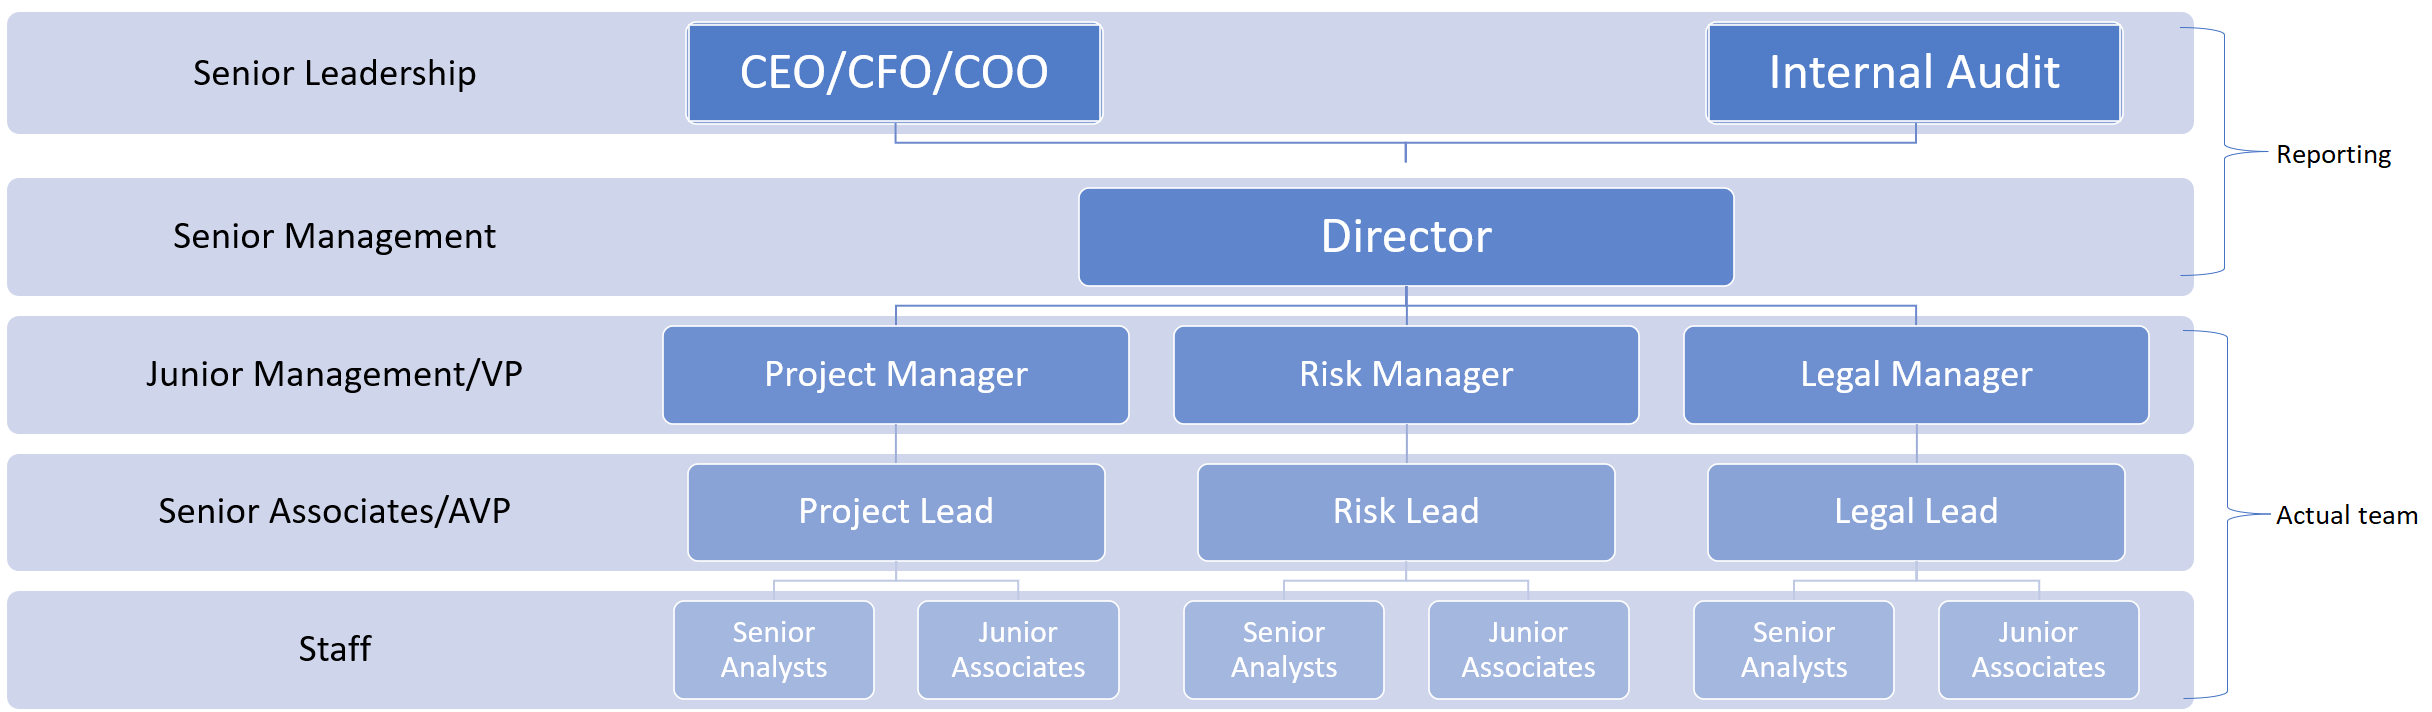 Senior Leadership
CEO/CFO/COO
Internal Audit
Reporting
Senior Management
Director
Junior Management/VP
Project Manager
Risk Manager
Legal Manager
Senior Associates/AVP
Project Lead
Risk Lead
Legal Lead
Actual team
Staff
Senior
Analysts
Junior
Associates
Senior
Analysts
Junior
Associates
Senior
Analysts
Junior
Associates